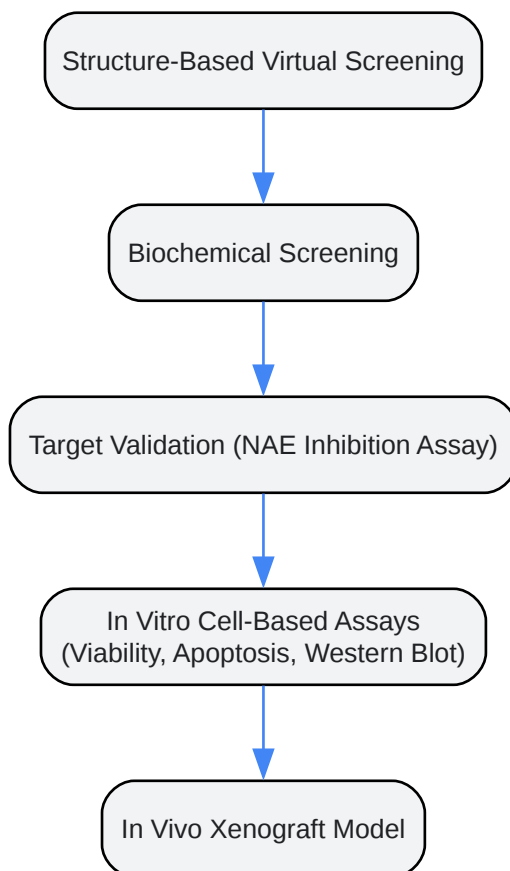 Structure-Based Virtual Screening
Biochemical Screening
Target Validation (NAE Inhibition Assay)
In Vitro Cell-Based Assays
(Viability, Apoptosis, Western Blot)
In Vivo Xenograft Model